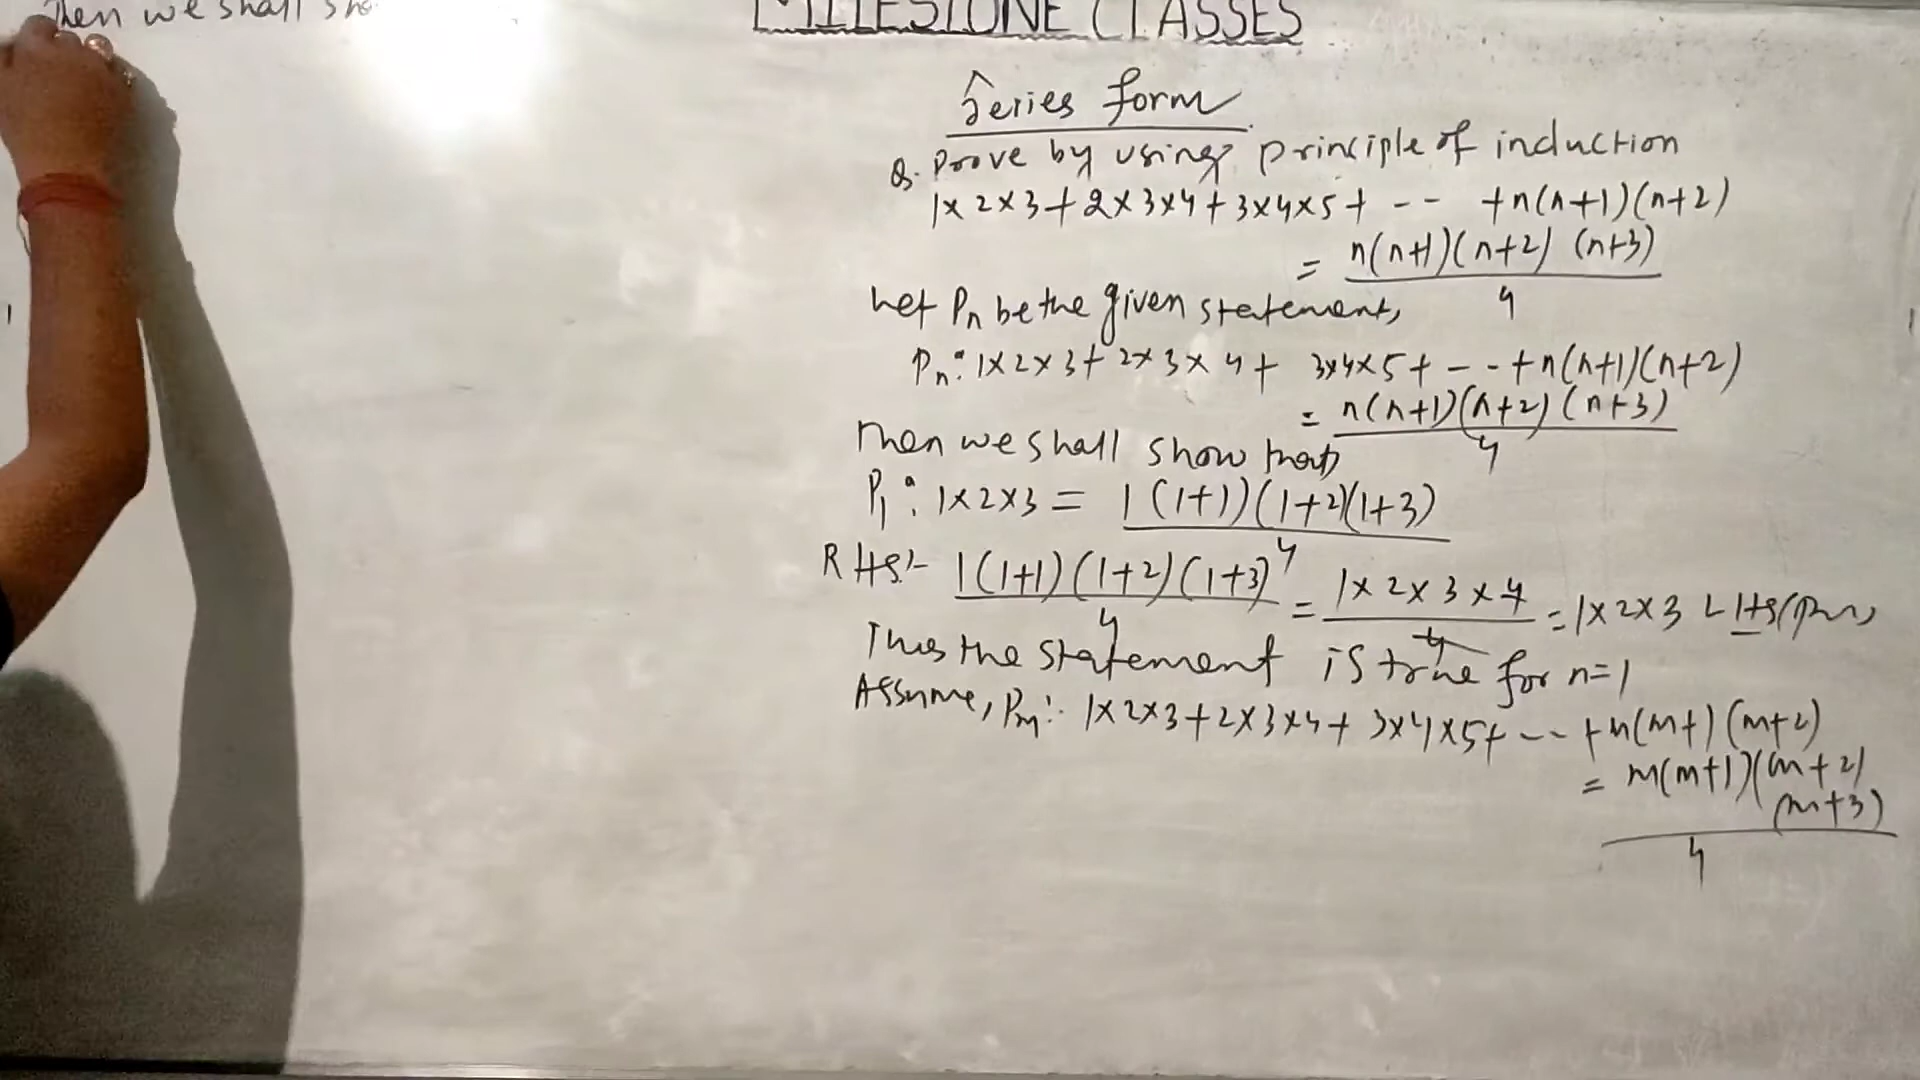 Then we shall sho
MILESTONE CLASSES
Series form
Q. Prove by using principle of induction
1×2×3+2×3×4+3×4×5+ -- +n(n+1)(n+2)
= n(n+1)(n+2) (n+3)
4
Let Pn be the given statement,
Pn: 1×2×3+2×3×4+ 3×4×5+ --+n(n+1)(n+2)
= n(n+1)(n+2)(n+3)
4
Then we shall show that,
P1: 1×2×3 = 1(1+1)(1+2)(1+3)
4
RHS:- 1(1+1)(1+2)(1+3) = 1×2×3×4 = 1×2×3 LHS
4 4
Thus the statement is true for n=1
Assume, Pm: 1×2×3+2×3×4+ 3×4×5+ -- +m(m+)(m+2)
= m(m+1)(m+2)
(m+3)
4